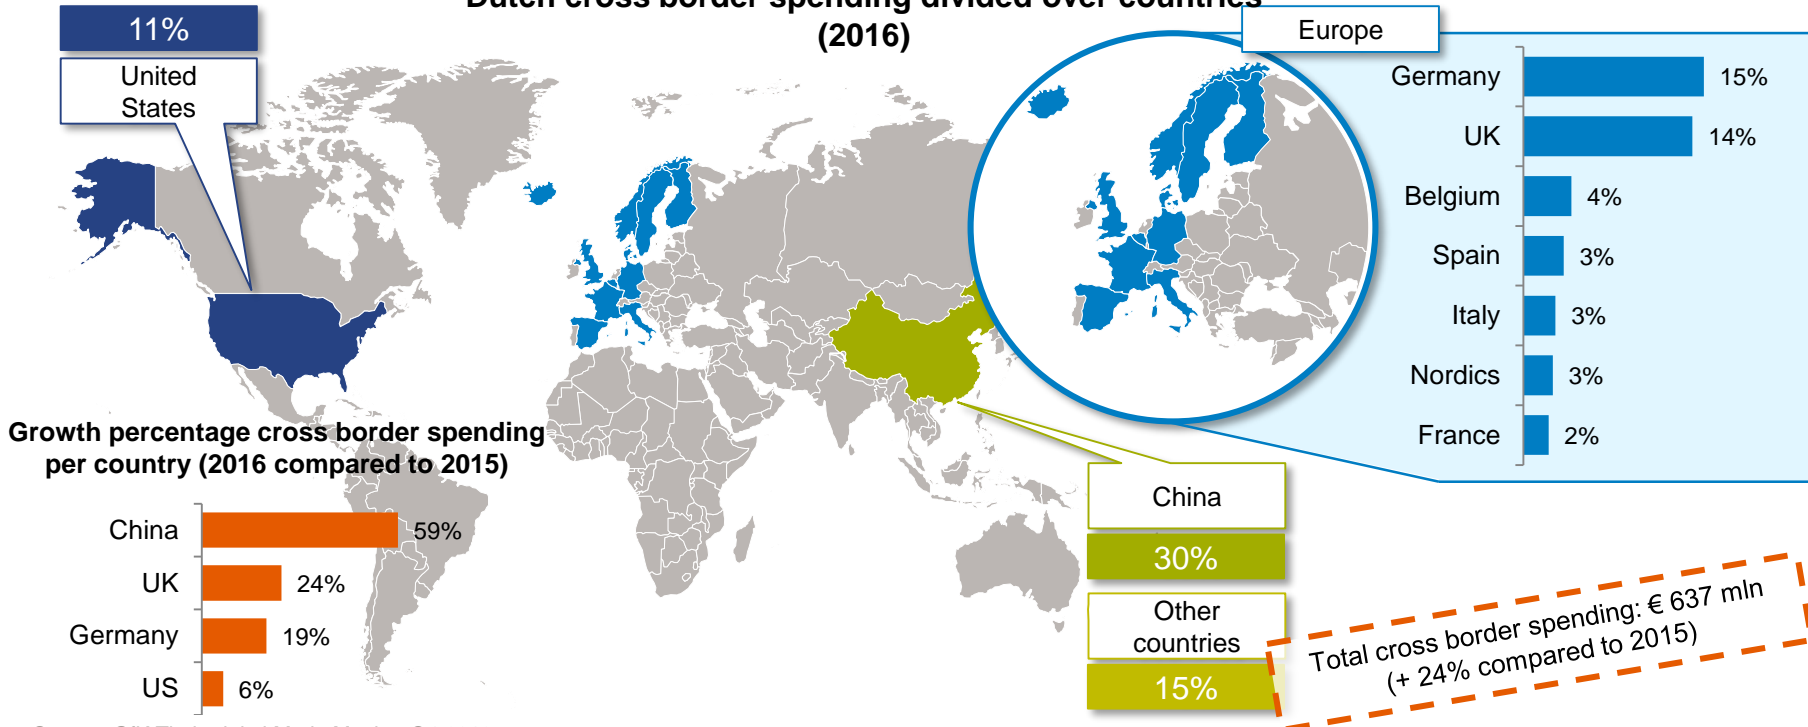 Dutch cross border spending divided over countries
(2016)
11%
United
States
Europe
Germany 15%
UK 14%
Belgium 4%
Spain 3%
Italy 3%
Nordics 3%
France 2%
Growth percentage cross border spending
per country (2016 compared to 2015)
China 59%
UK 24%
Germany 19%
US 6%
China
30%
Other
countries
15%
Total cross border spending: € 637 mln
(+ 24% compared to 2015)